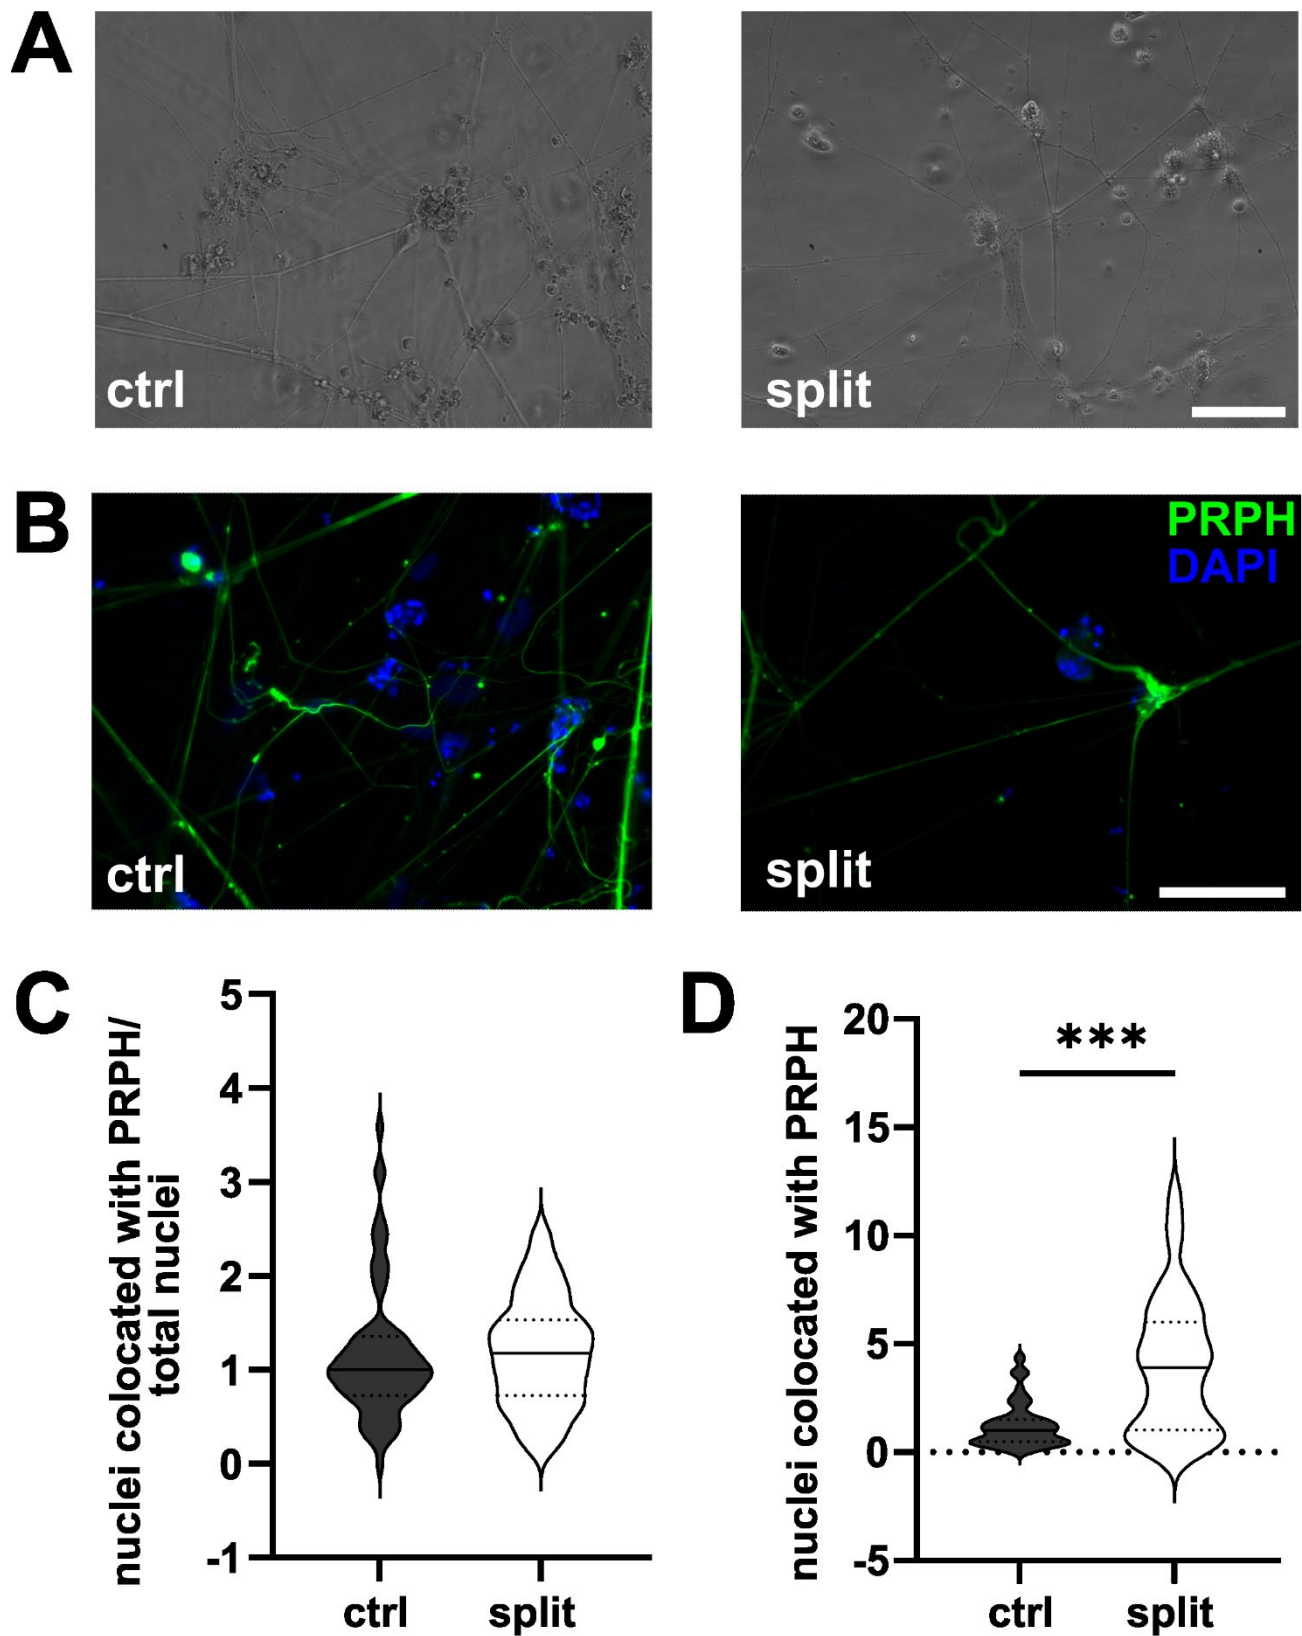 A
ctrl
split
B
PRPH
DAPI
ctrl
split
C
nuclei colocated with PRPH/
total nuclei
5
4
3
2
1
0
-1
ctrl
split
D
nuclei colocated with PRPH
20
15
10
5
0
-5
***
ctrl
split